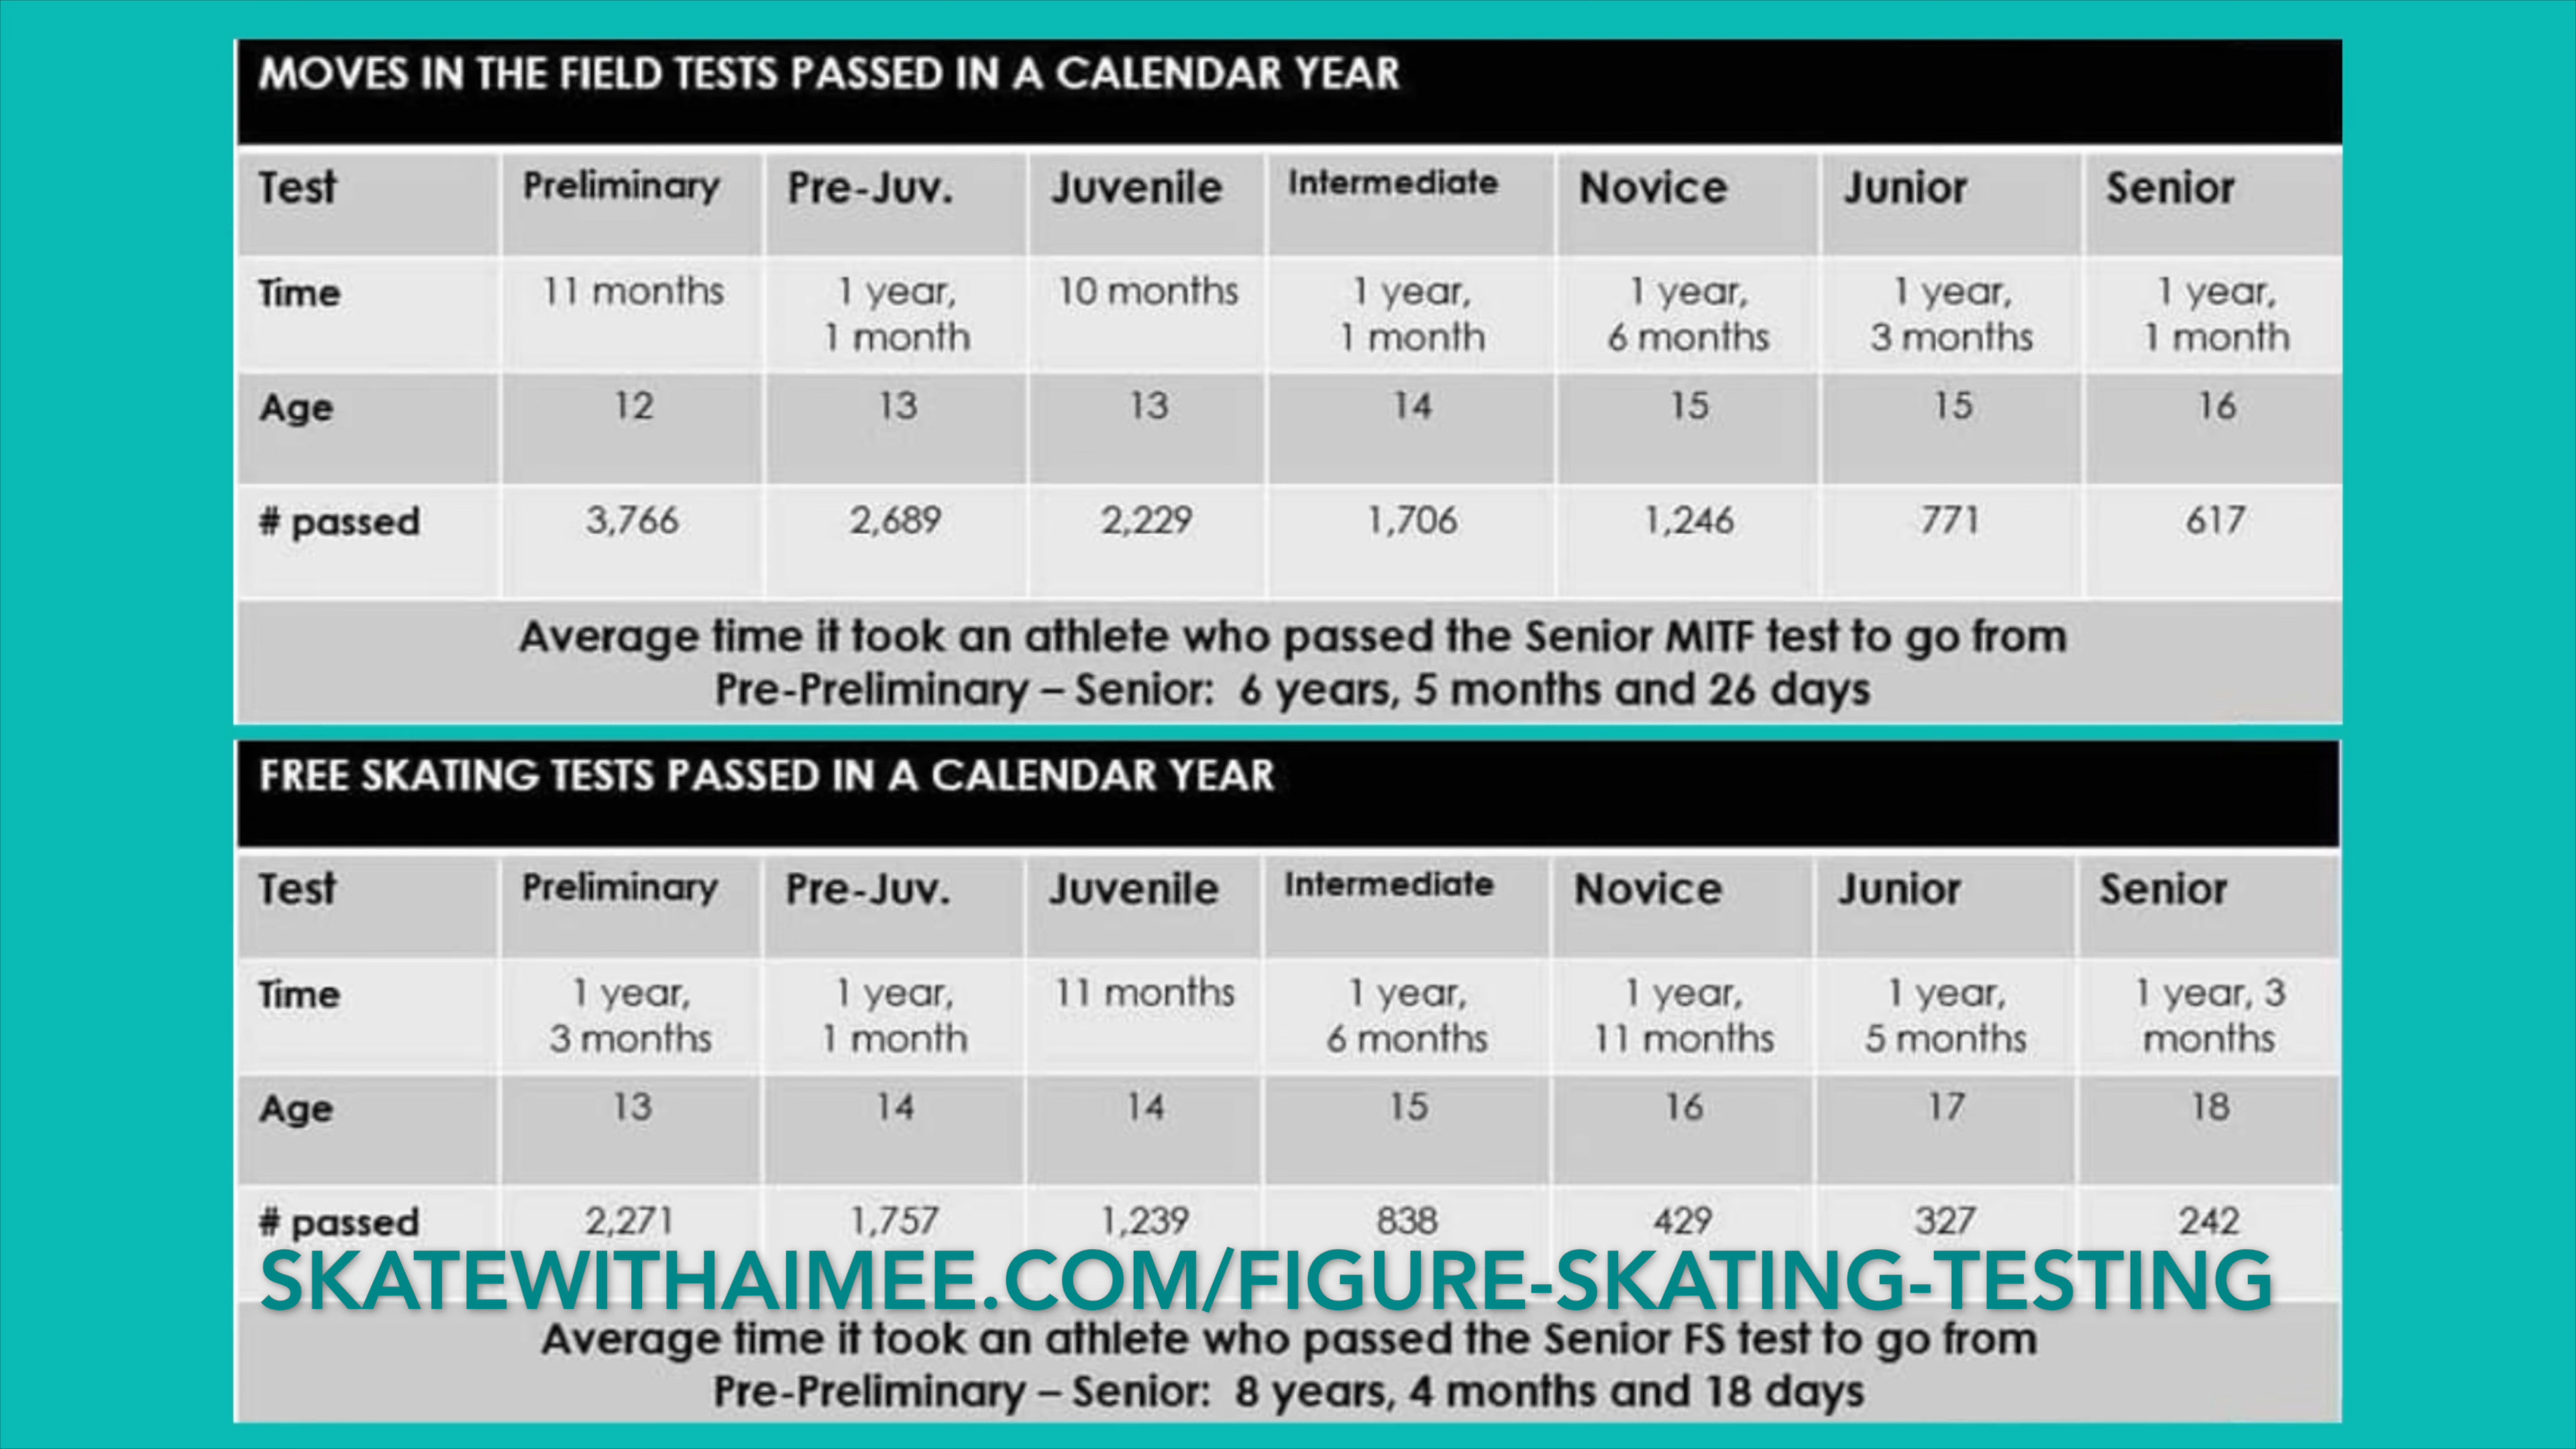 MOVES IN THE FIELD TESTS PASSED IN A CALENDAR YEAR
Test Preliminary Pre-Juv. Juvenile Intermediate Novice Junior Senior
Time 11 months 1 year, 10 months 1 year, 1 year, 1 year, 1 year,
1 month 1 month 6 months 3 months 1 month
Age 12 13 13 14 15 15 16
# passed 3,766 2,689 2,229 1,706 1,246 771 617
Average time it took an athlete who passed the Senior MITF test to go from
Pre-Preliminary – Senior: 6 years, 5 months and 26 days
FREE SKATING TESTS PASSED IN A CALENDAR YEAR
Test Preliminary Pre-Juv. Juvenile Intermediate Novice Junior Senior
Time 1 year, 1 year, 11 months 1 year, 1 year, 1 year, 1 year, 3
3 months 1 month 6 months 11 months 5 months months
Age 13 14 14 15 16 17 18
# passed 2,271 1,757 1,239 838 429 327 242
SKATEWITHAIMEE.COM/FIGURE-SKATING-TESTING
Average time it took an athlete who passed the Senior FS test to go from
Pre-Preliminary – Senior: 8 years, 4 months and 18 days